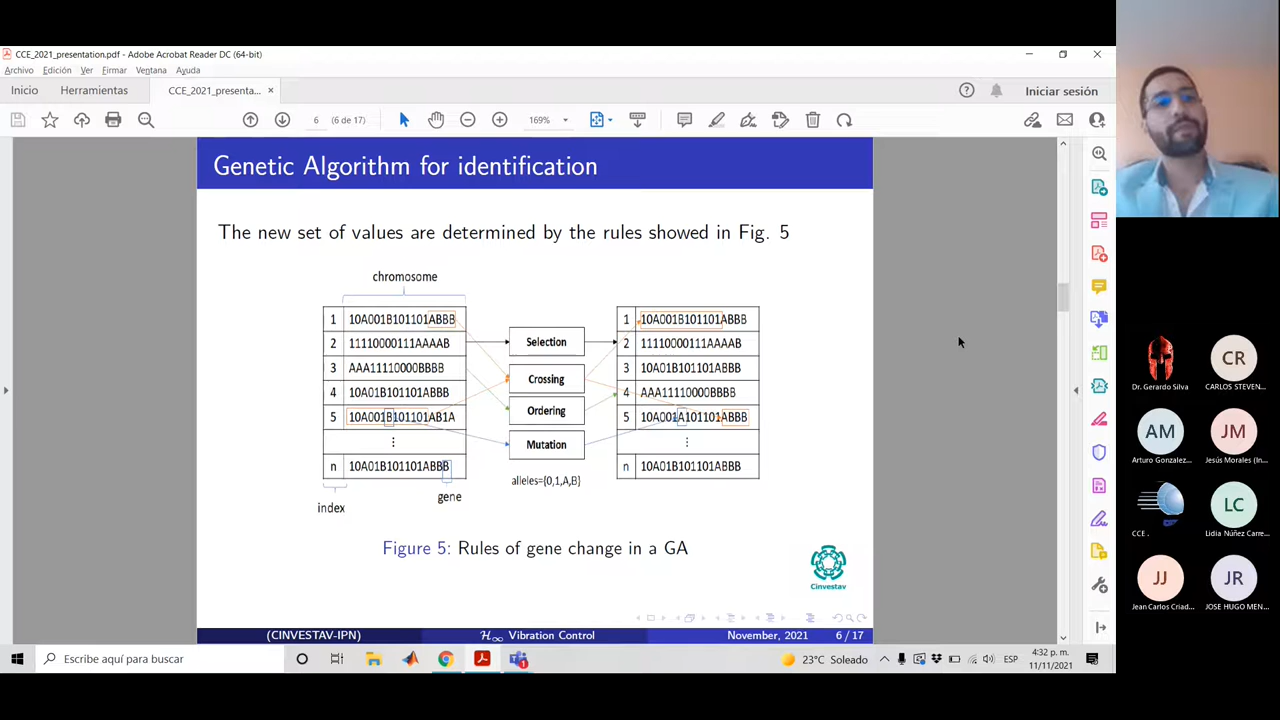 CCE_2021_presentation.pdf - Adobe Acrobat Reader DC (64-bit)
Archivo Edición Ver Firmar Ventana Ayuda
Inicio Herramientas CCE_2021_presenta... × Iniciar sesión
6 (6 de 17) 169%
Genetic Algorithm for identification
The new set of values are determined by the rules showed in Fig. 5
chromosome
1 10A001B101101ABBB
2 11110000111AAAAB
3 AAA11110000BBBB
4 10A01B101101ABBB
5 10A001B101101AB1A
⋮
n 10A01B101101ABBB
index
gene
Selection
Crossing
Ordering
Mutation
alleles={0,1,A,B}
1 10A001B101101ABBB
2 11110000111AAAAB
3 10A01B101101ABBB
4 AAA11110000BBBB
5 10A001A101101ABBB
⋮
n 10A01B101101ABBB
Figure 5: Rules of gene change in a GA
Cinvestav
(CINVESTAV-IPN) H∞ Vibration Control November, 2021 6 / 17
Dr. Gerardo Silva
CR
CARLOS STEVEN...
AM
Arturo Gonzalez...
JM
Jesús Morales (In...
CCE .
LC
Lidia Núñez Carre...
JJ
Jean Carlos Criad...
JR
JOSE HUGO MEN...
Escribe aquí para buscar
23°C Soleado
ESP
4:32 p. m.
11/11/2021